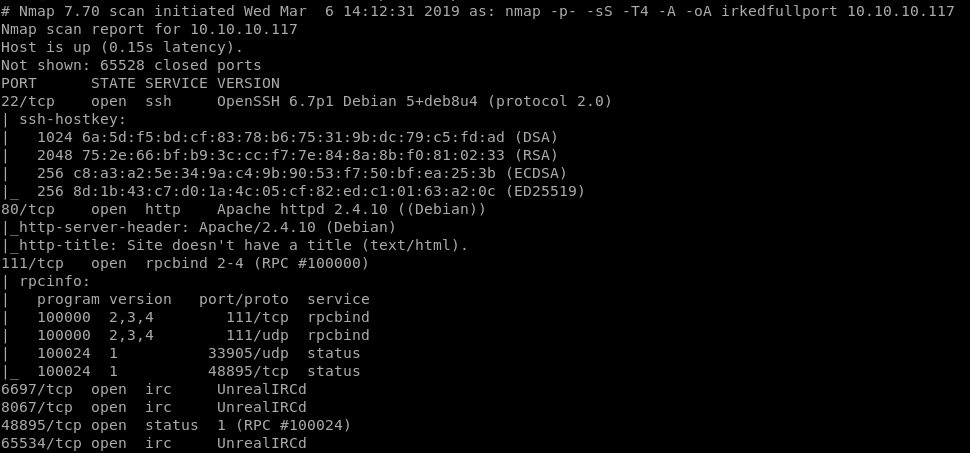 # Nmap 7.70 scan initiated Wed Mar  6 14:12:31 2019 as: nmap -p- -sS -T4 -A -oA irkedfullport 10.10.10.117
Nmap scan report for 10.10.10.117
Host is up (0.15s latency).
Not shown: 65528 closed ports
PORT      STATE SERVICE VERSION
22/tcp    open  ssh     OpenSSH 6.7p1 Debian 5+deb8u4 (protocol 2.0)
| ssh-hostkey:
|   1024 6a:5d:f5:bd:cf:83:78:b6:75:31:9b:dc:79:c5:fd:ad (DSA)
|   2048 75:2e:66:bf:b9:3c:cc:f7:7e:84:8a:8b:f0:81:02:33 (RSA)
|   256 c8:a3:a2:5e:34:9a:c4:9b:90:53:f7:50:bf:ea:25:3b (ECDSA)
|_  256 8d:1b:43:c7:d0:1a:4c:05:cf:82:ed:c1:01:63:a2:0c (ED25519)
80/tcp    open  http    Apache httpd 2.4.10 ((Debian))
|_http-server-header: Apache/2.4.10 (Debian)
|_http-title: Site doesn't have a title (text/html).
111/tcp   open  rpcbind 2-4 (RPC #100000)
| rpcinfo:
|   program version   port/proto  service
|   100000  2,3,4        111/tcp  rpcbind
|   100000  2,3,4        111/udp  rpcbind
|   100024  1          33905/udp  status
|_  100024  1          48895/tcp  status
6697/tcp  open  irc     UnrealIRCd
8067/tcp  open  irc     UnrealIRCd
48895/tcp open  status  1 (RPC #100024)
65534/tcp open  irc     UnrealIRCd